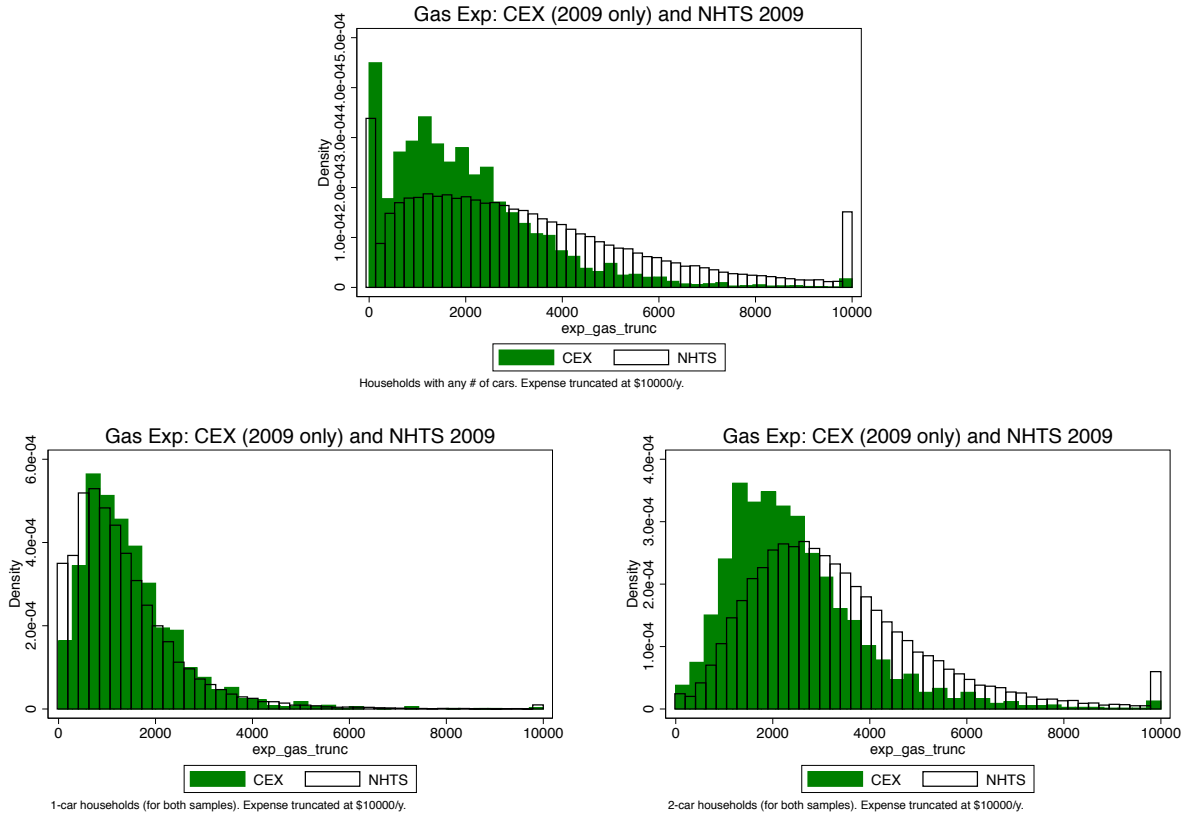 Gas Exp: CEX (2009 only) and NHTS 2009
Density
0 1.0e-04 2.0e-04 3.0e-04 4.0e-04 5.0e-04
0 2000 4000 6000 8000 10000
exp_gas_trunc
CEX NHTS
Households with any # of cars. Expense truncated at $10000/y.
Gas Exp: CEX (2009 only) and NHTS 2009
Density
0 2.0e-04 4.0e-04 6.0e-04
0 2000 4000 6000 8000 10000
exp_gas_trunc
CEX NHTS
1-car households (for both samples). Expense truncated at $10000/y.
Gas Exp: CEX (2009 only) and NHTS 2009
Density
0 1.0e-04 2.0e-04 3.0e-04 4.0e-04
0 2000 4000 6000 8000 10000
exp_gas_trunc
CEX NHTS
2-car households (for both samples). Expense truncated at $10000/y.